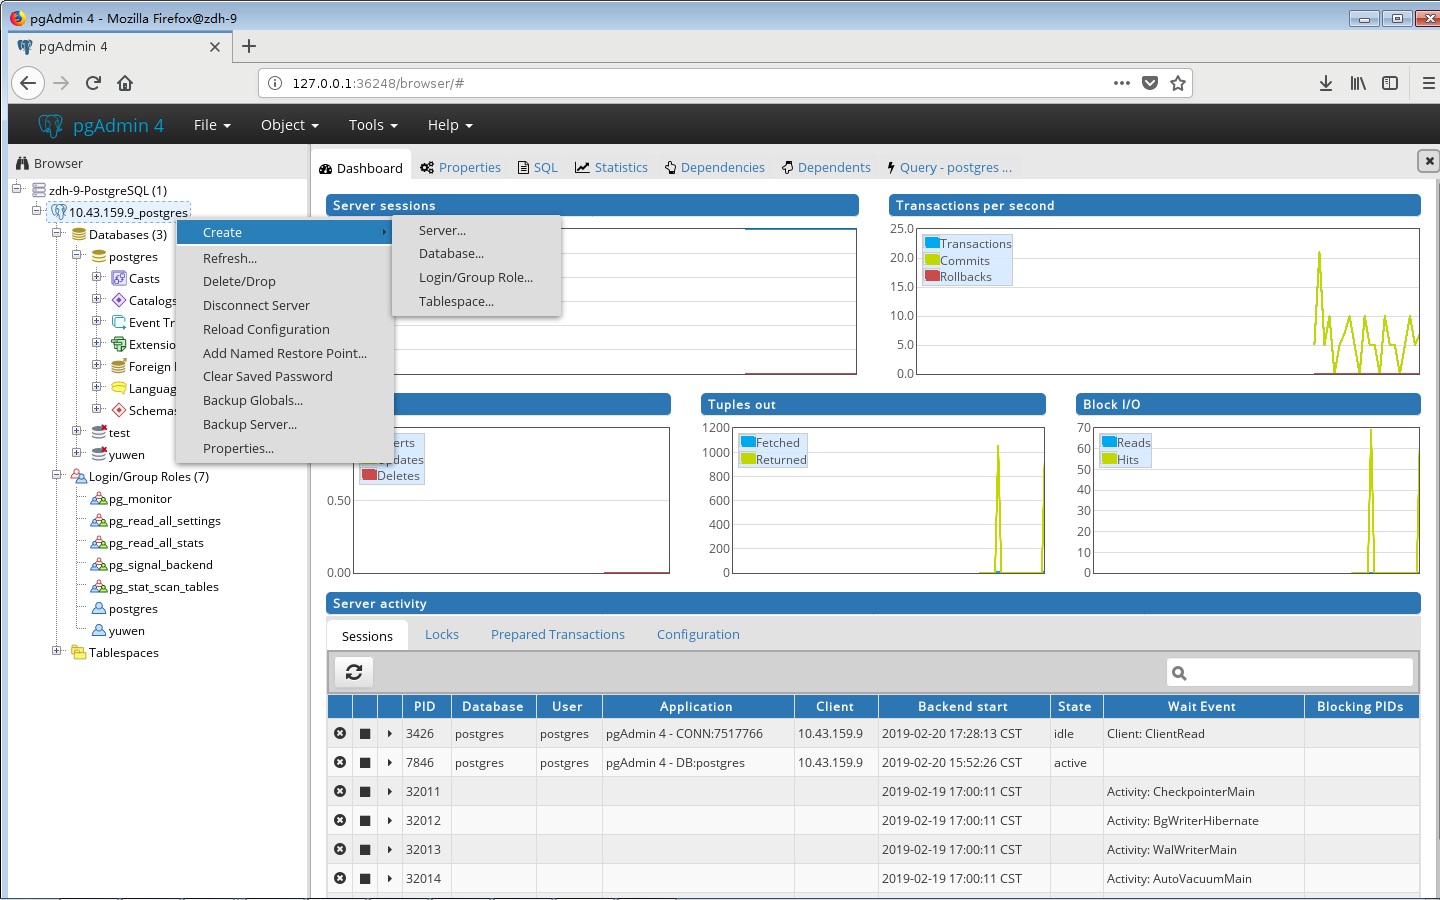 pgAdmin 4 - Mozilla Firefox@zdh-9
pgAdmin 4
127.0.0.1:36248/browser/#
pgAdmin 4 File Object Tools Help
Browser
Dashboard Properties SQL Statistics Dependencies Dependents Query - postgres ...
zdh-9-PostgreSQL (1)
10.43.159.9_postgres
Databases (3)
postgres
Casts
Catalogs
Event Tr
Extensio
Foreign
Languag
Schemas
test
yuwen
Login/Group Roles (7)
pg_monitor
pg_read_all_settings
pg_read_all_stats
pg_signal_backend
pg_stat_scan_tables
postgres
yuwen
Tablespaces
Create
Refresh...
Delete/Drop
Disconnect Server
Reload Configuration
Add Named Restore Point...
Clear Saved Password
Backup Globals...
Backup Server...
Properties...
Server...
Database...
Login/Group Role...
Tablespace...
Server sessions
Transactions per second
25.0
20.0
15.0
10.0
5.0
0.0
Transactions
Commits
Rollbacks
erts
Updates
Deletes
0.50
0.00
Tuples out
1200
1000
800
600
400
200
0
Fetched
Returned
Block I/O
70
60
50
40
30
20
10
0
Reads
Hits
Server activity
Sessions Locks Prepared Transactions Configuration
PID Database User Application Client Backend start State Wait Event Blocking PIDs
3426 postgres postgres pgAdmin 4 - CONN:7517766 10.43.159.9 2019-02-20 17:28:13 CST idle Client: ClientRead
7846 postgres postgres pgAdmin 4 - DB:postgres 10.43.159.9 2019-02-20 15:52:26 CST active
32011 2019-02-19 17:00:11 CST Activity: CheckpointerMain
32012 2019-02-19 17:00:11 CST Activity: BgWriterHibernate
32013 2019-02-19 17:00:11 CST Activity: WalWriterMain
32014 2019-02-19 17:00:11 CST Activity: AutoVacuumMain